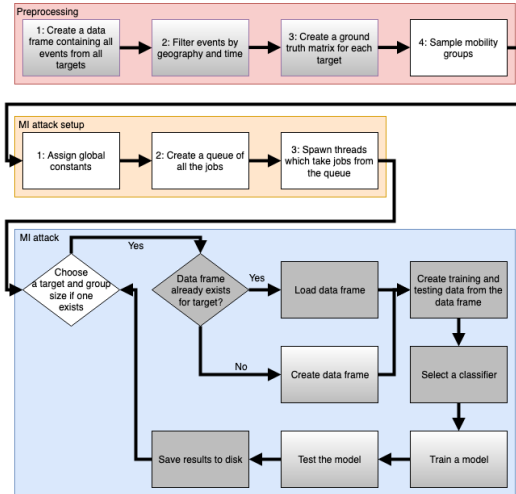 Preprocessing
1: Create a data
frame containing all
events from all
targets
2: Filter events by
geography and time
3: Create a ground
truth matrix for each
target
4: Sample mobility
groups
MI attack setup
1: Assign global
constants
2: Create a queue of
all the jobs
3: Spawn threads
which take jobs from
the queue
MI attack
Yes
Choose
a target and group
size if one
exists
Data frame
already exists
for target?
Yes
Load data frame
Create training and
testing data from the
data frame
No
Create data frame
Select a classifier
Save results to disk
Test the model
Train a model